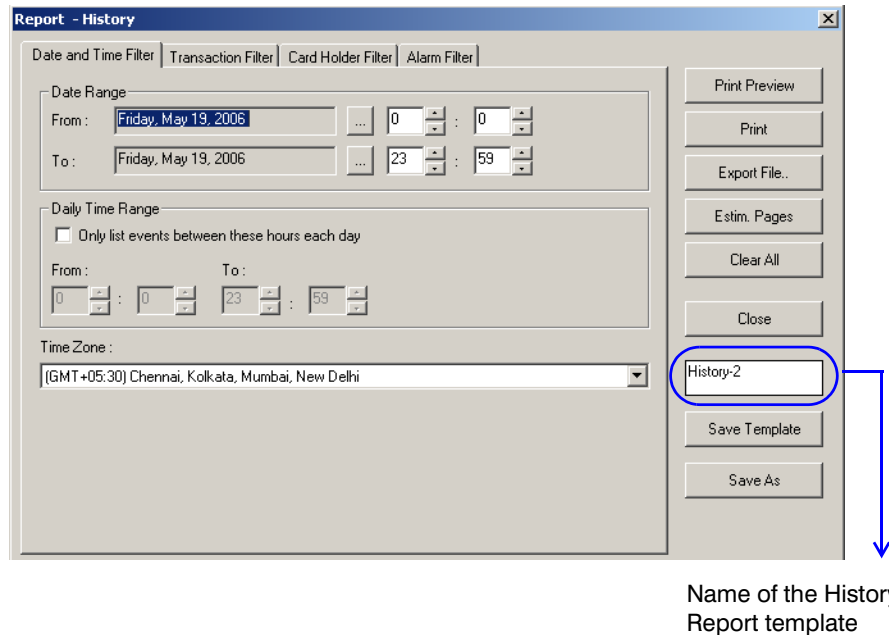 Report - History
Date and Time Filter Transaction Filter Card Holder Filter Alarm Filter
Date Range
From : Friday, May 19, 2006 ... 0 : 0
To : Friday, May 19, 2006 ... 23 : 59
Daily Time Range
Only list events between these hours each day
From : To :
0 : 0 23 : 59
Time Zone :
(GMT+05:30) Chennai, Kolkata, Mumbai, New Delhi
Print Preview
Print
Export File..
Estim. Pages
Clear All
Close
History-2
Save Template
Save As
Name of the History
Report template